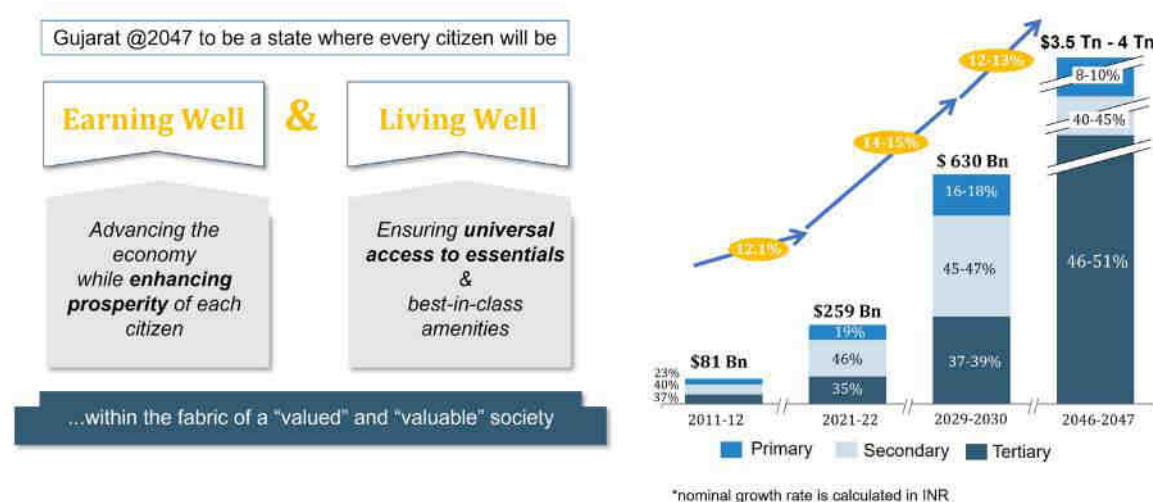 Gujarat @2047 to be a state where every citizen will be
Earning Well
&
Living Well
Advancing the
economy
while enhancing
prosperity of each
citizen
Ensuring universal
access to essentials
&
best-in-class
amenities
...within the fabric of a “valued” and “valuable” society
12.1%
14-15%
12-13%
$81 Bn
23%
40%
37%
$259 Bn
19%
46%
35%
$ 630 Bn
16-18%
45-47%
37-39%
$3.5 Tn - 4 Tn
8-10%
40-45%
46-51%
2011-12
2021-22
2029-2030
2046-2047
Primary
Secondary
Tertiary
*nominal growth rate is calculated in INR